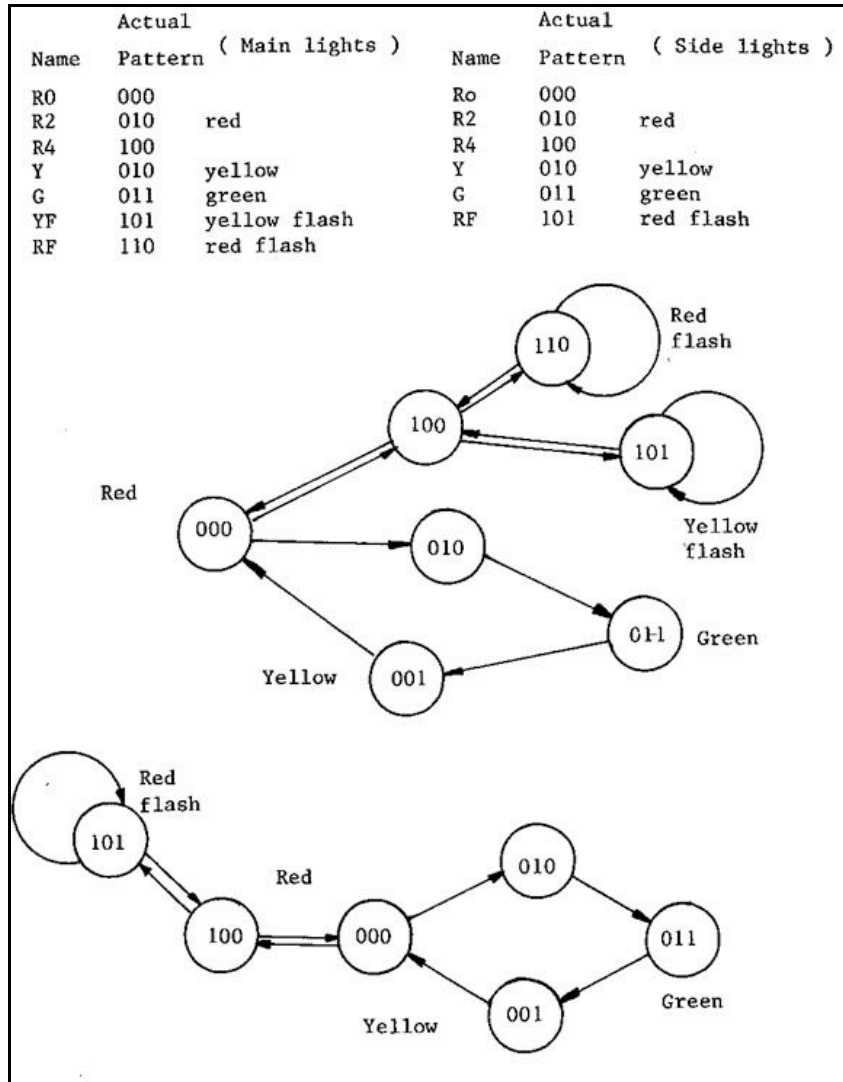 Actual Actual
( Main lights ) ( Side lights )
Name Pattern Name Pattern
R0 000 Ro 000
R2 010 red R2 010 red
R4 100 R4 100
Y 010 yellow Y 010 yellow
G 011 green G 011 green
YF 101 yellow flash RF 101 red flash
RF 110 red flash
Red
flash
110
100
101
Red
Yellow
flash
000
010
011
Green
Yellow
001
Red
flash
101
010
Red
100
000
011
Green
001
Yellow